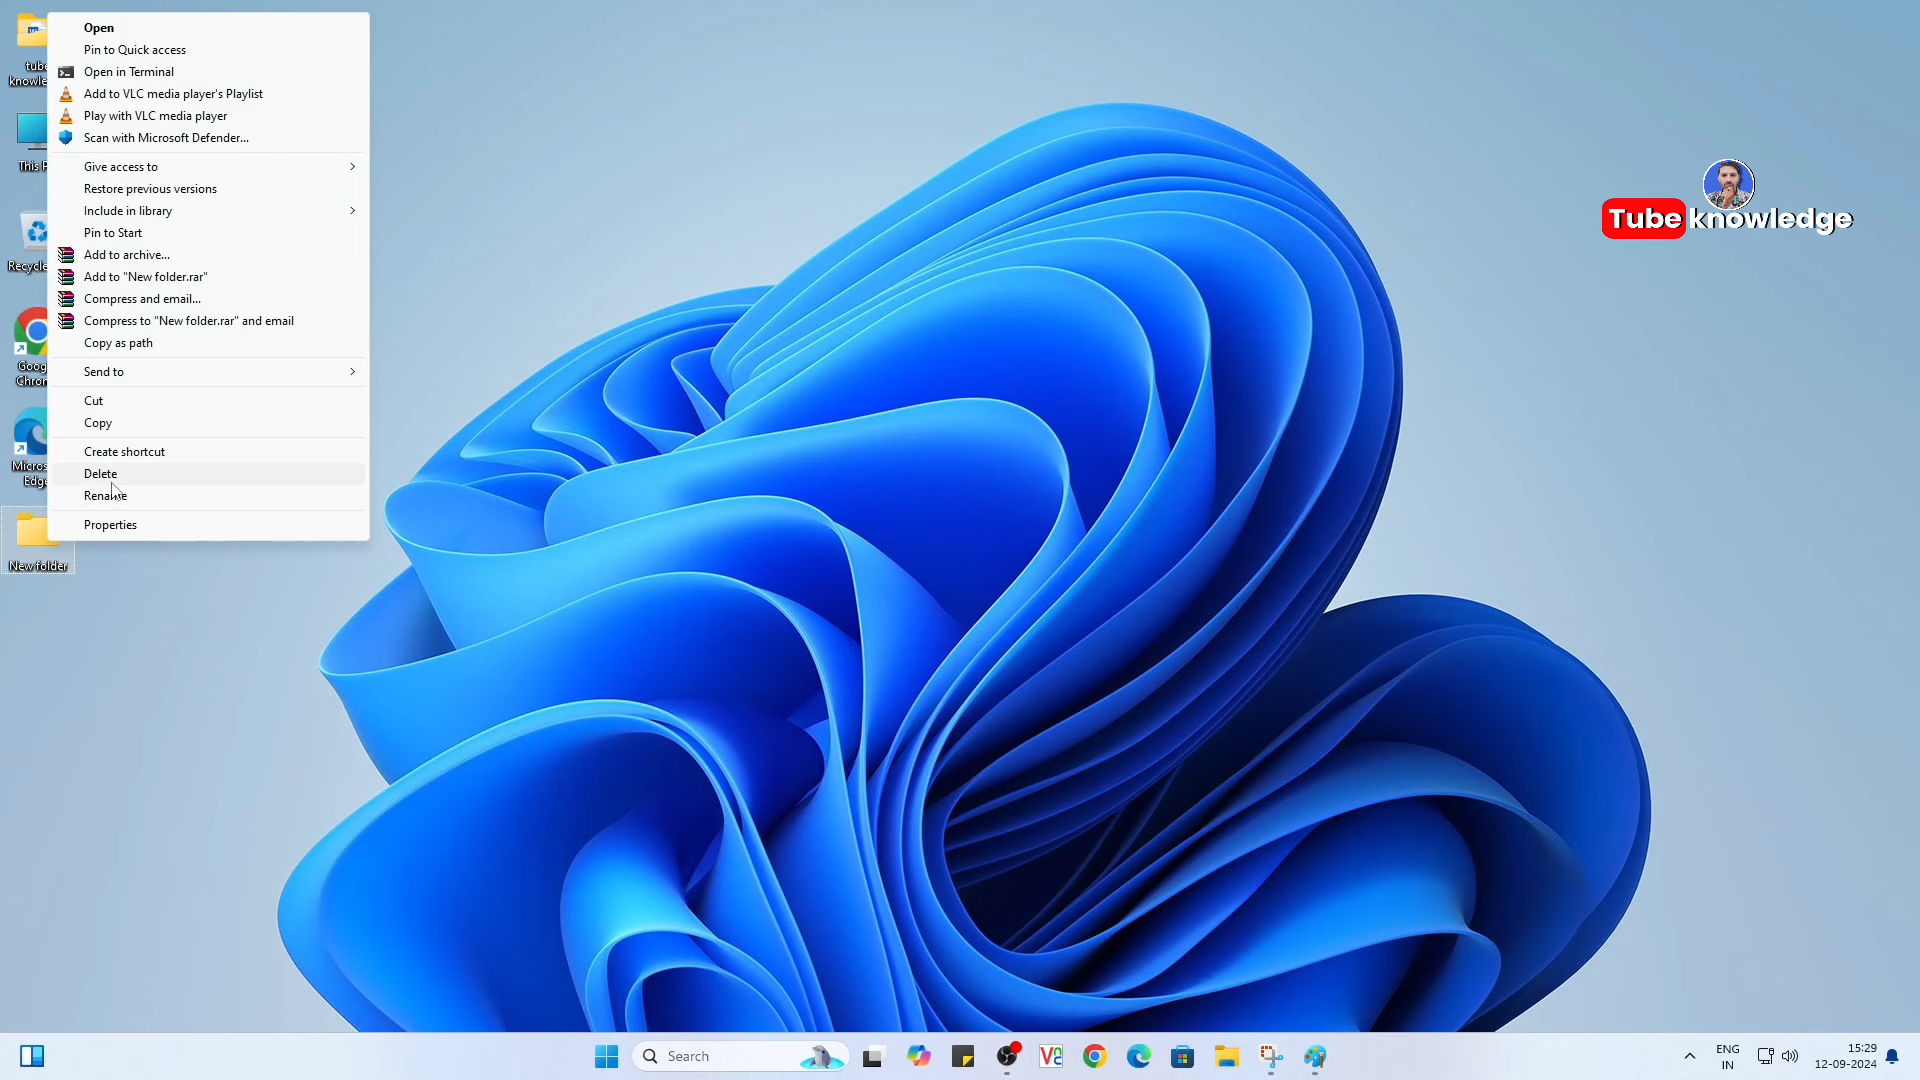 Open
Pin to Quick access
Open in Terminal
Add to VLC media player's Playlist
Play with VLC media player
Scan with Microsoft Defender...
Give access to
Restore previous versions
Include in library
Pin to Start
Add to archive...
Add to "New folder.rar"
Compress and email...
Compress to "New folder.rar" and email
Copy as path
Send to
Cut
Copy
Create shortcut
Delete
Rename
Properties
tube
knowle
This P
Recycle
Goog
Chron
Micros
Edge
New folder
Tube knowledge
Search
ENG
IN
15:29
12-09-2024